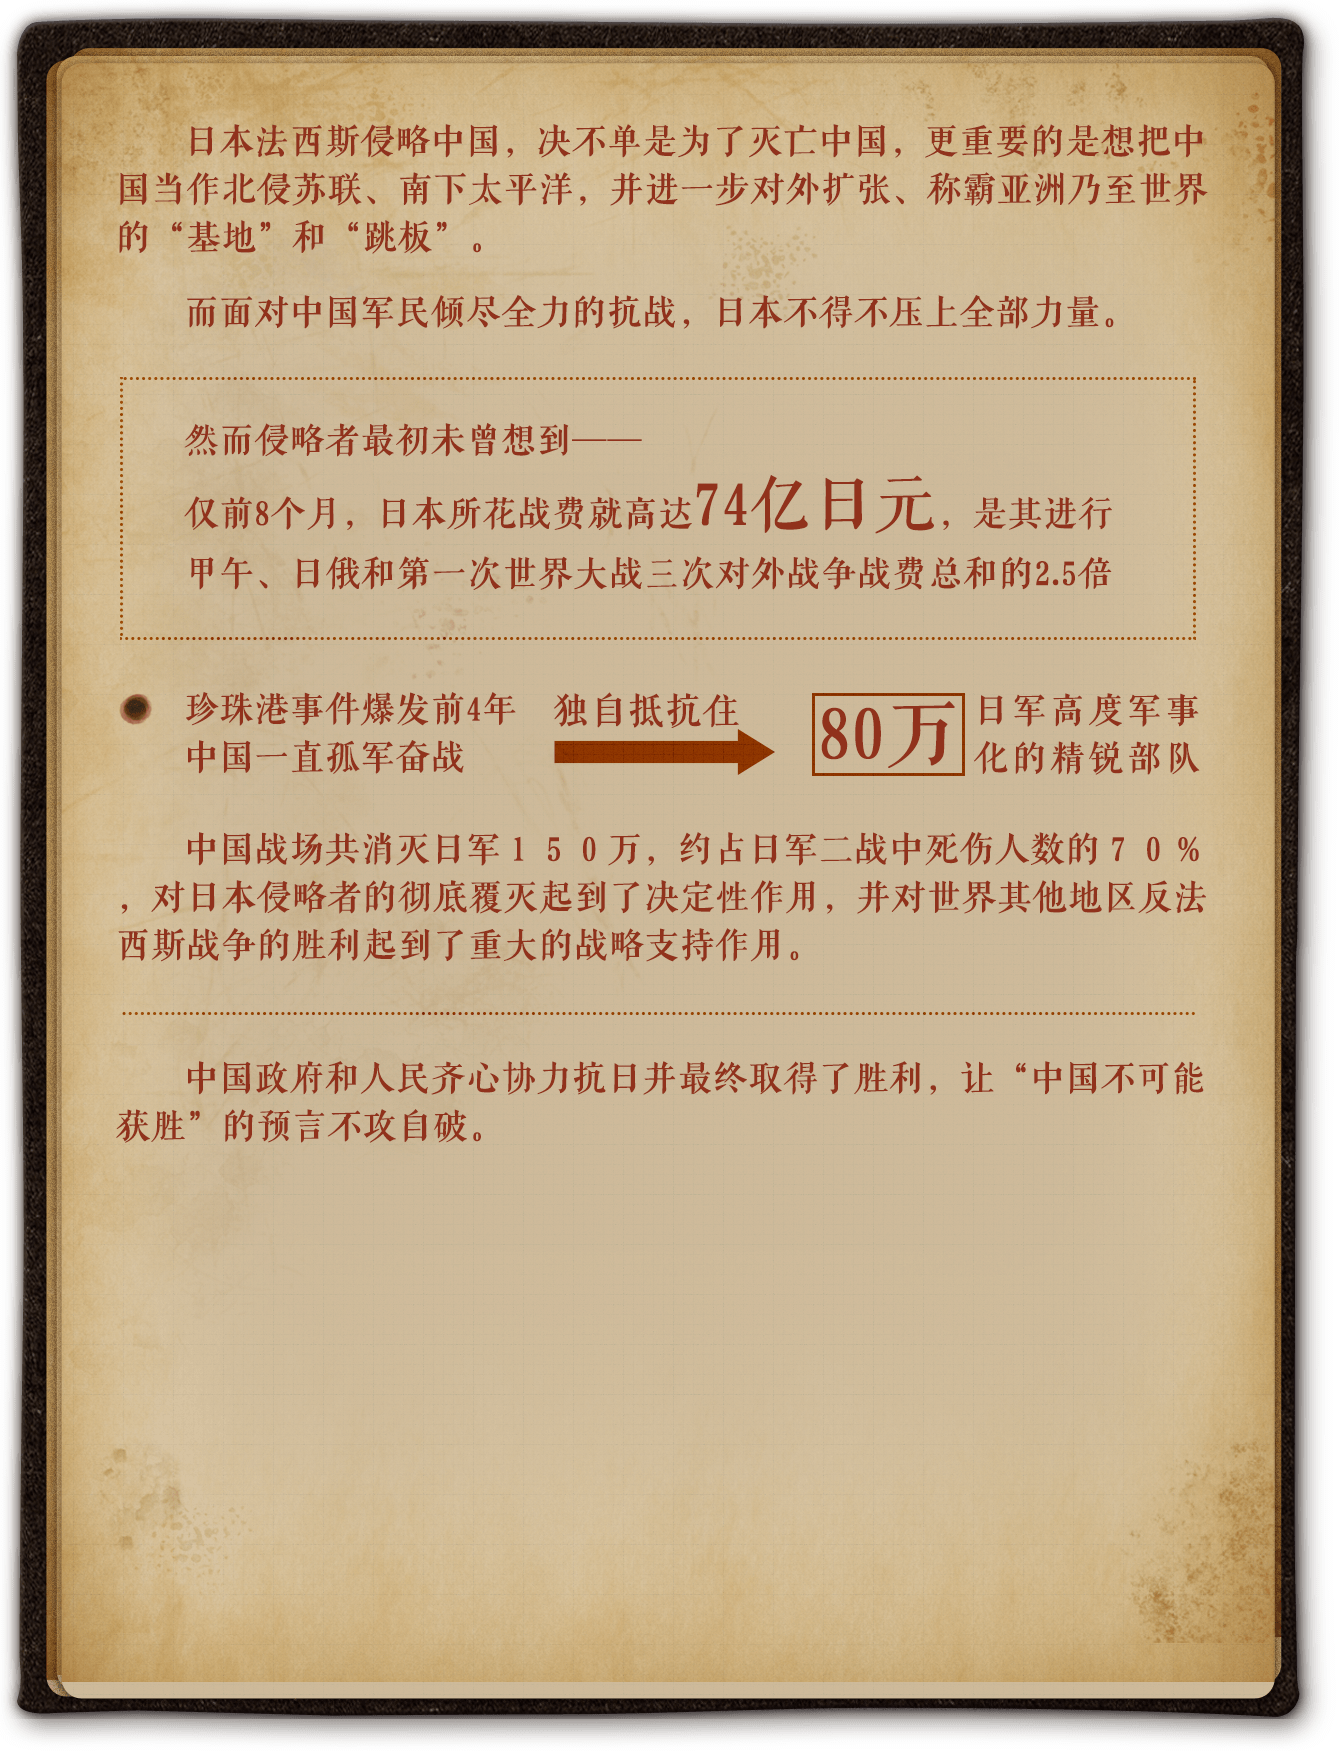 日本法西斯侵略中国，决不单是为了灭亡中国，更重要的是想把中
国当作北侵苏联、南下太平洋，并进一步对外扩张、称霸亚洲乃至世界
的“基地”和“跳板”。
而面对中国军民倾尽全力的抗战，日本不得不压上全部力量。
然而侵略者最初未曾想到——
仅前8个月，日本所花战费就高达74亿日元，是其进行
甲午、日俄和第一次世界大战三次对外战争战费总和的2.5倍
珍珠港事件爆发前4年
中国一直孤军奋战
独自抵抗住
80万
日军高度军事
化的精锐部队
中国战场共消灭日军150万，约占日军二战中死伤人数的70%
，对日本侵略者的彻底覆灭起到了决定性作用，并对世界其他地区反法
西斯战争的胜利起到了重大的战略支持作用。
中国政府和人民齐心协力抗日并最终取得了胜利，让“中国不可能
获胜”的预言不攻自破。